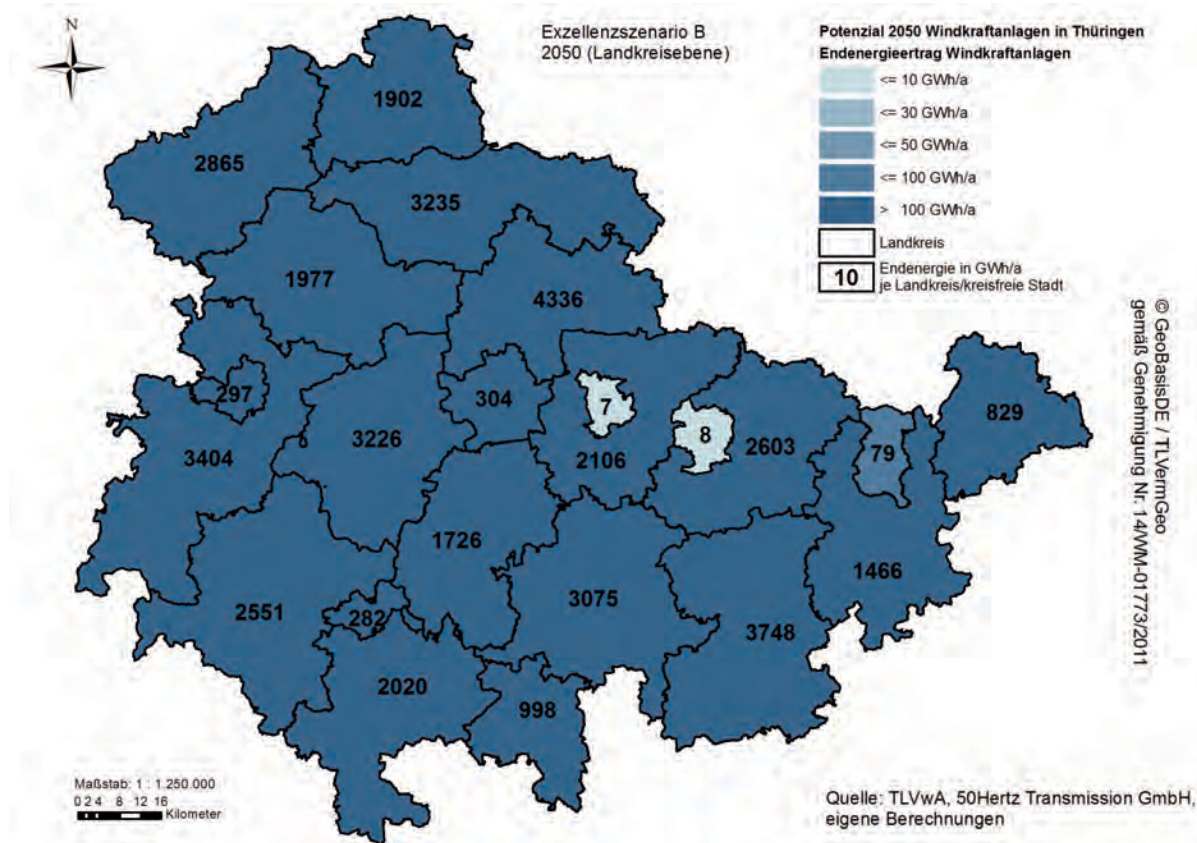 N
Exzellenzszenario B
2050 (Landkreisebene)
Potenzial 2050 Windkraftanlagen in Thüringen
Endenergieertrag Windkraftanlagen
<= 10 GWh/a
<= 30 GWh/a
<= 50 GWh/a
<= 100 GWh/a
> 100 GWh/a
Landkreis
10 Endenergie in GWh/a
je Landkreis/kreisfreie Stadt
1902
2865
3235
1977
4336
297
304
7
829
3404
3226
8
2603
79
2106
1726
1466
2551
282
3075
3748
2020
998
© GeoBasisDE / TLVermGeo
gemäß Genehmigung Nr. 14/WM-01773/2011
Maßstab: 1 : 1.250.000
0 2 4 8 12 16
Kilometer
Quelle: TLVwA, 50Hertz Transmission GmbH,
eigene Berechnungen